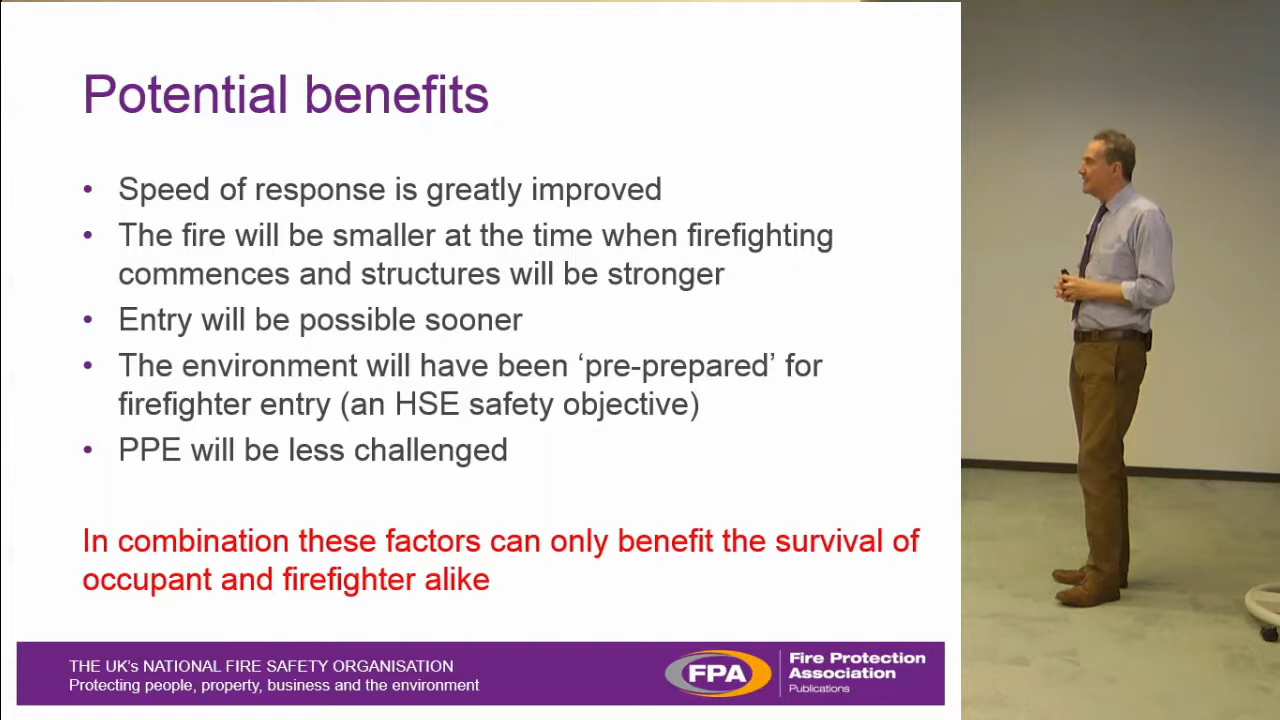 Potential benefits
• Speed of response is greatly improved
• The fire will be smaller at the time when firefighting
commences and structures will be stronger
• Entry will be possible sooner
• The environment will have been ‘pre-prepared’ for
firefighter entry (an HSE safety objective)
• PPE will be less challenged
In combination these factors can only benefit the survival of
occupant and firefighter alike
THE UK's NATIONAL FIRE SAFETY ORGANISATION
Protecting people, property, business and the environment
FPA
Fire Protection
Association
Publications